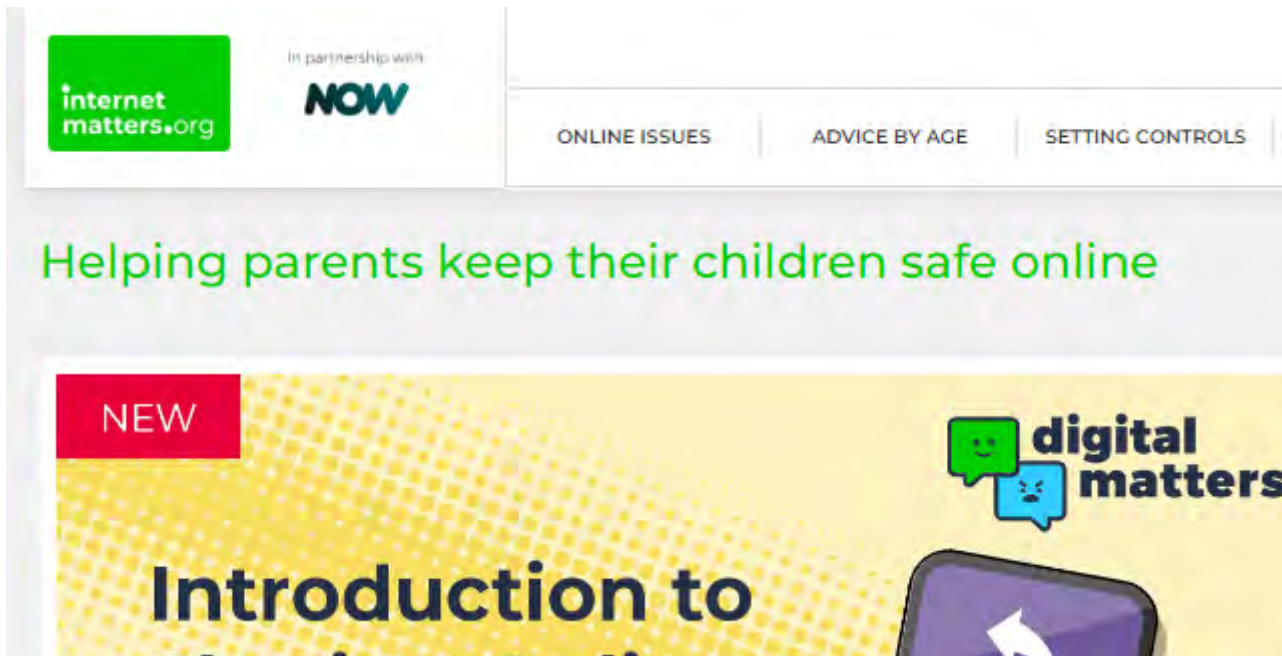 internet
matters.org
In partnership with
NOW
ONLINE ISSUES
ADVICE BY AGE
SETTING CONTROLS
Helping parents keep their children safe online
NEW
digital
matters
Introduction to